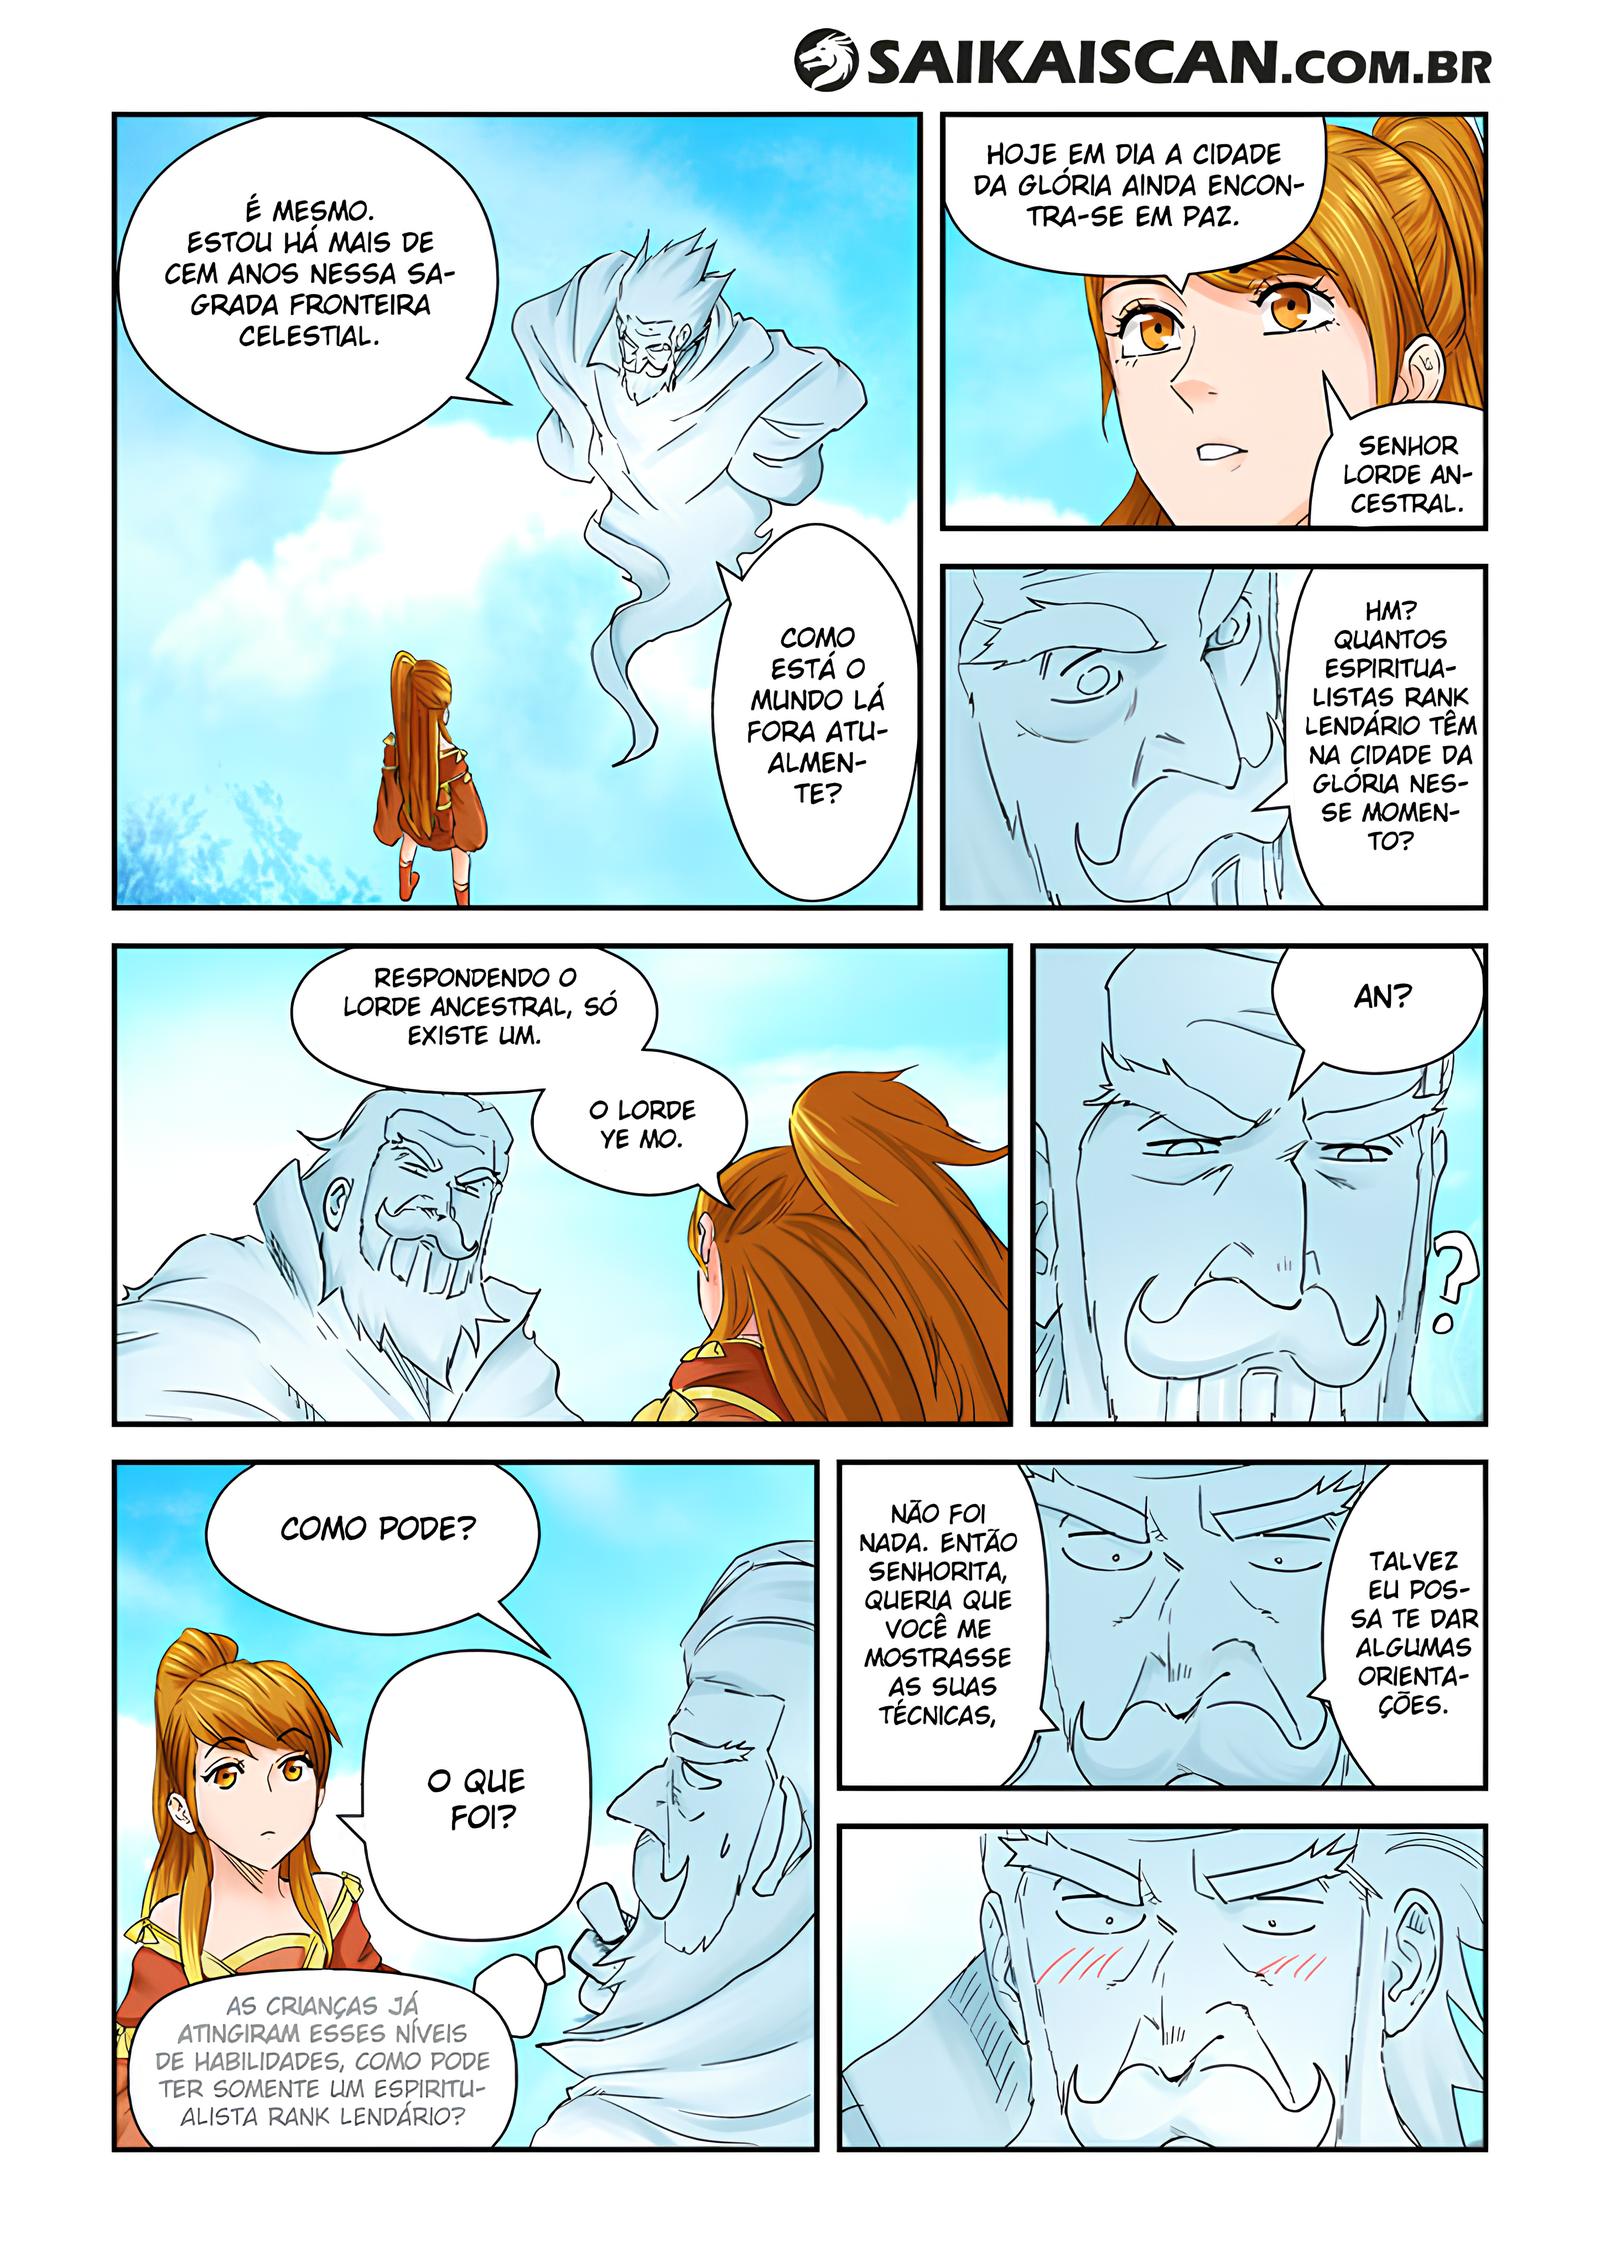 SAIKAISCAN.COM.BR
É MESMO.
ESTOU HÁ MAIS DE
CEM ANOS NESSA SA-
GRADA FRONTEIRA
CELESTIAL.
COMO
ESTÁ O
MUNDO LÁ
FORA ATU-
ALMEN-
TE?
HOJE EM DIA A CIDADE
DA GLÓRIA AINDA ENCON-
TRA-SE EM PAZ.
SENHOR
LORDE AN-
CESTRAL.
HM?
QUANTOS
ESPIRITUA-
LISTAS RANK
LENDÁRIO TÊM
NA CIDADE DA
GLÓRIA NES-
SE MOMEN-
TO?
RESPONDENDO O
LORDE ANCESTRAL, SÓ
EXISTE UM.
O LORDE
YE MO.
AN?
?
COMO PODE?
O QUE
FOI?
AS CRIANÇAS JÁ
ATINGIRAM ESSES NÍVEIS
DE HABILIDADES, COMO PODE
TER SOMENTE UM ESPIRITU-
ALISTA RANK LENDÁRIO?
NÃO FOI
NADA. ENTÃO
SENHORITA,
QUERIA QUE
VOCÊ ME
MOSTRASSE
AS SUAS
TÉCNICAS,
TALVEZ
EU POS-
SA TE DAR
ALGUMAS
ORIENTA-
ÇÕES.